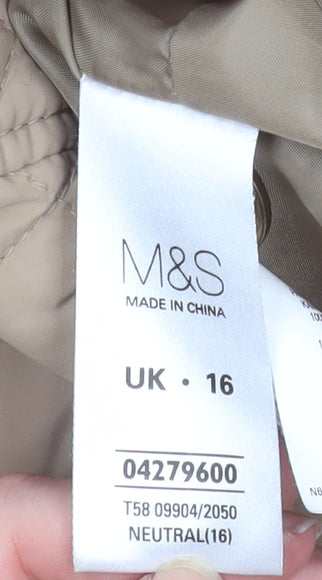 M&S
MADE IN CHINA
UK • 16
04279600
T58 09904/2050
NEUTRAL(16)